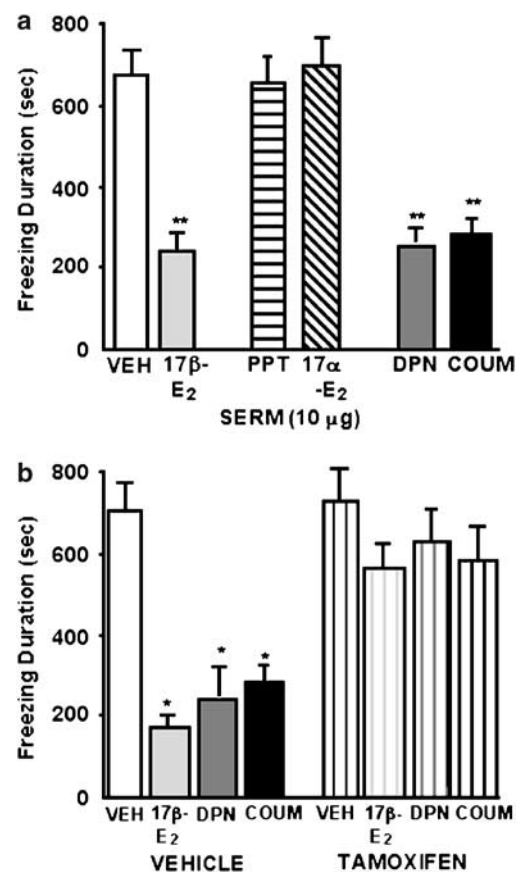 a
800
600
400
200
0
Freezing Duration (sec)
**
**
**
VEH 17β-E₂ PPT 17α-E₂ DPN COUM
SERM (10 μg)
b
800
600
400
200
0
Freezing Duration (sec)
*
*
*
VEH 17β-E₂ DPN COUM VEH 17β-E₂ DPN COUM
VEHICLE TAMOXIFEN